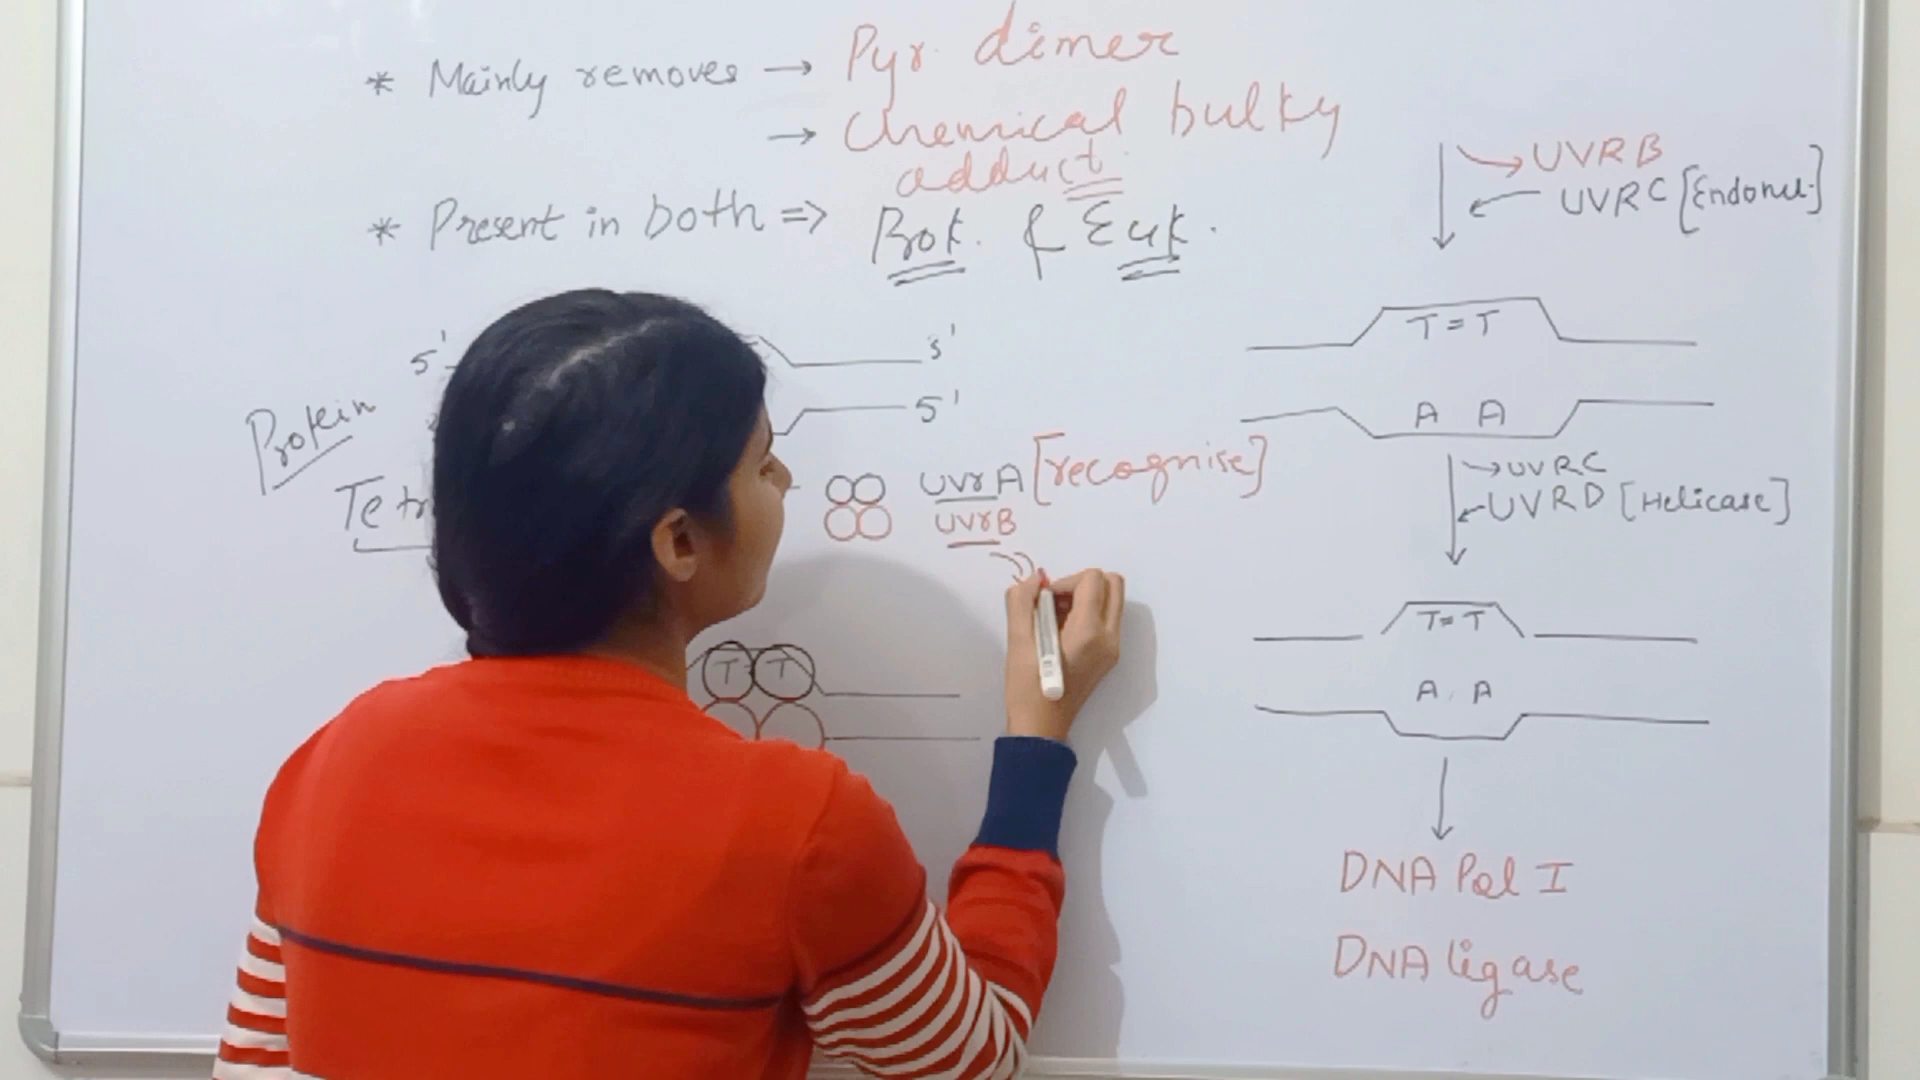 * Mainly removes → Pyr. dimer
→ Chemical bulky
adduct.
* Present in both => Prok. & Euk.
5' 3'
5'
Protein
Tetr
UvrA [recognise]
UvrB
T T
→ UVRB
← UVRC [Endonu.]
T = T
A A
→ UVRC
← UVRD [Helicase]
T = T
A, A
DNA Pol I
DNA ligase